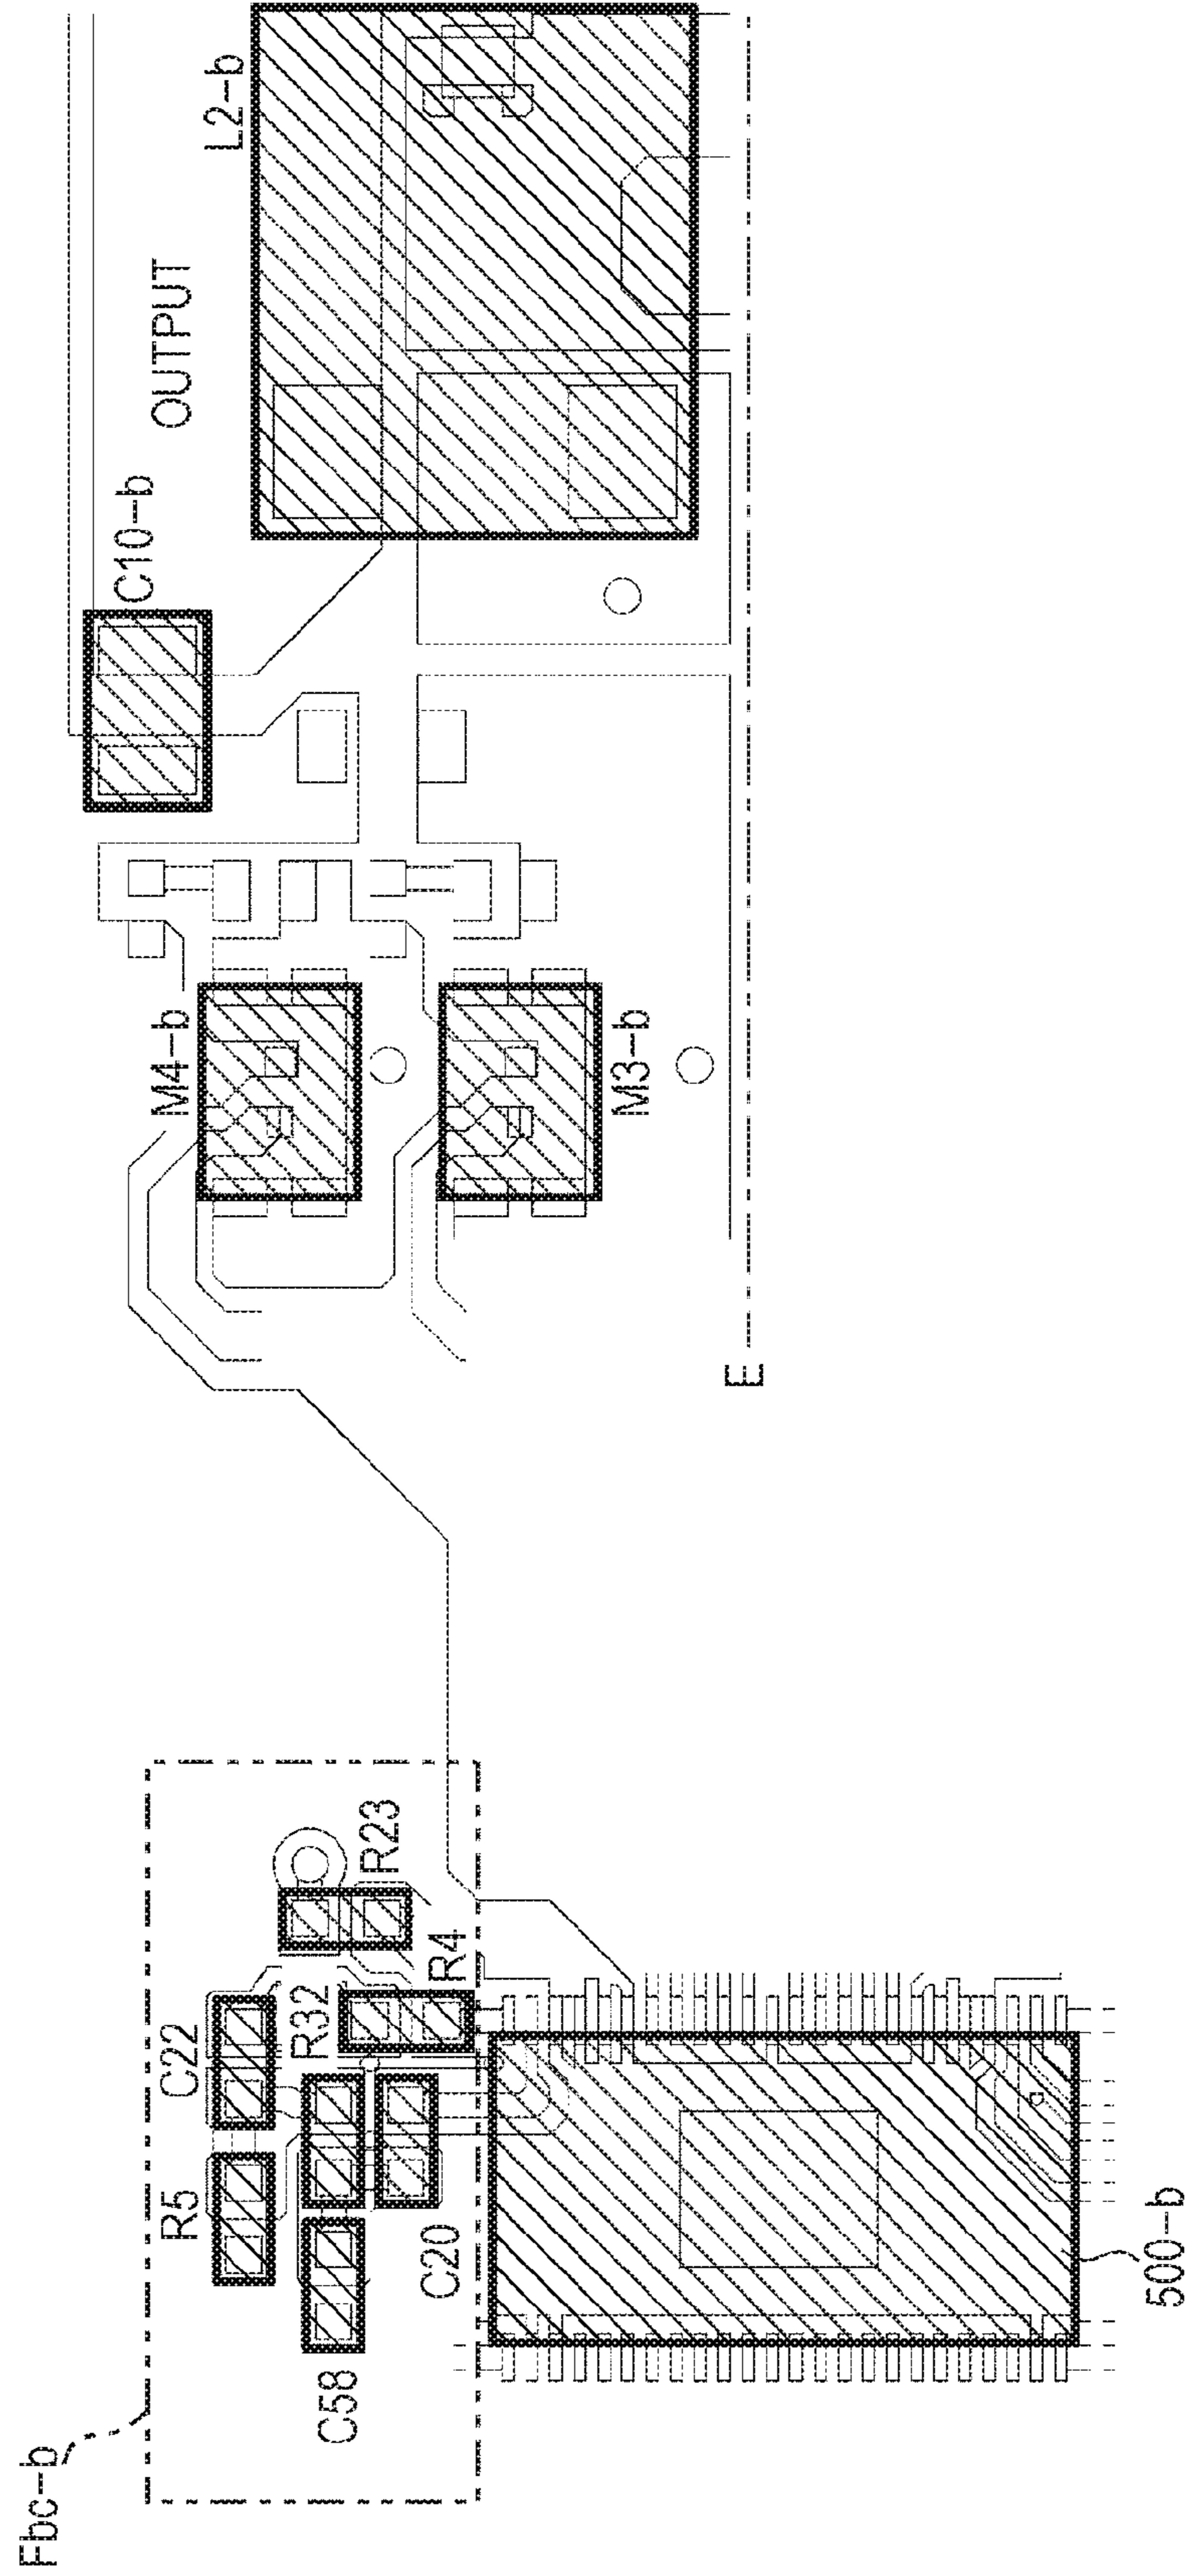 Fbc-b
C58
R5
C22
C20
R32
R4
R23
500-b
E
M4-b
M3-b
C10-b
OUTPUT
L2-b